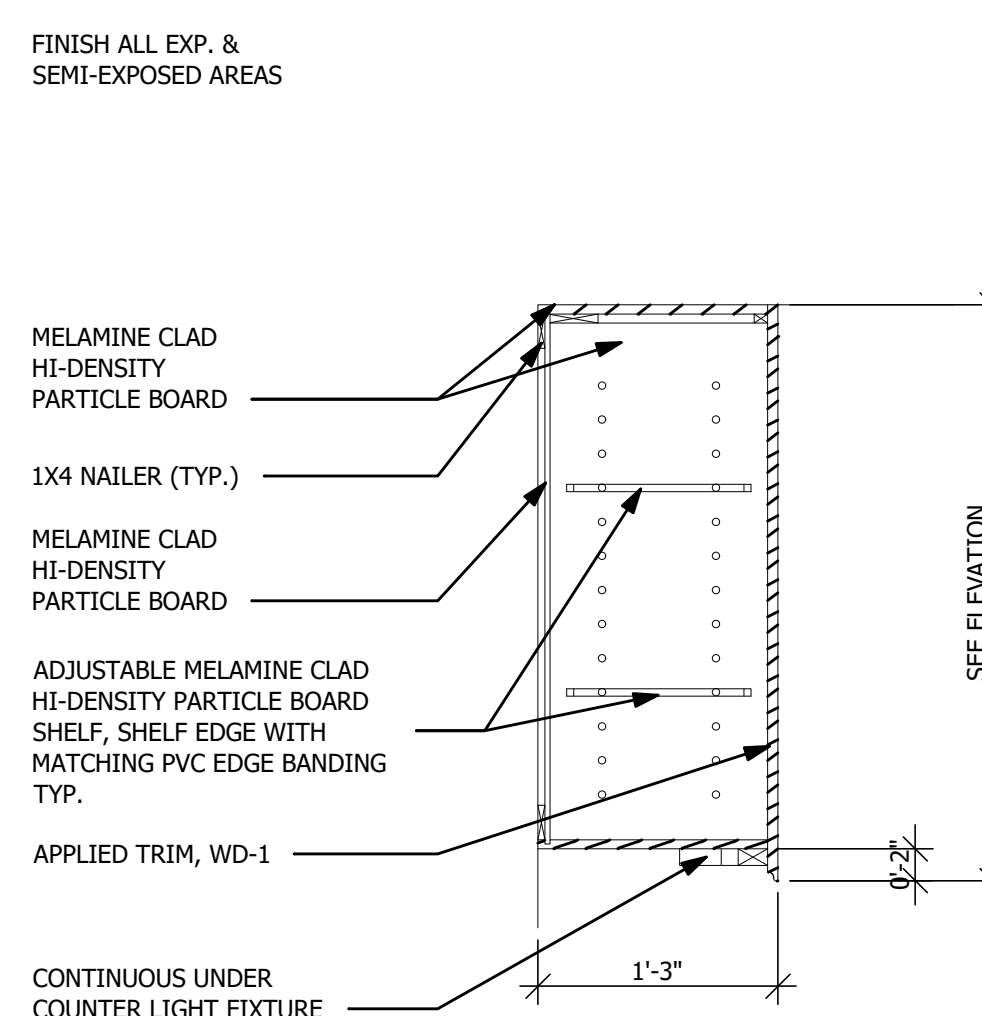 FINISH ALL EXP. &
SEMI-EXPOSED AREAS
MELAMINE CLAD
HI-DENSITY
PARTICLE BOARD
1X4 NAILER (TYP.)
MELAMINE CLAD
HI-DENSITY
PARTICLE BOARD
ADJUSTABLE MELAMINE CLAD
HI-DENSITY PARTICLE BOARD
SHELF, SHELF EDGE WITH
MATCHING PVC EDGE BANDING
TYP.
APPLIED TRIM, WD-1
CONTINUOUS UNDER
COUNTER LIGHT FIXTURE
1'-3"
0'-2"
SEE ELEVATION